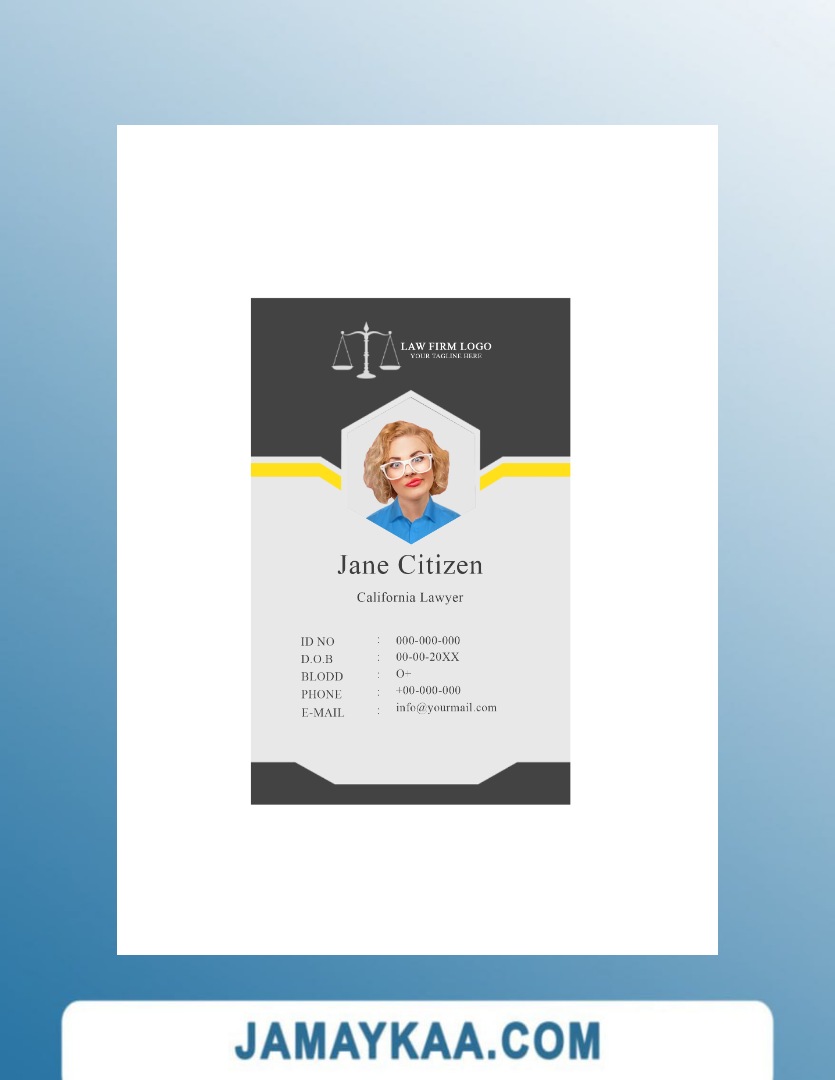 LAW FIRM LOGO
YOUR TAGLINE HERE
Jane Citizen
California Lawyer
ID NO : 000-000-000
D.O.B : 00-00-20XX
BLODD : O+
PHONE : +00-000-000
E-MAIL : info@yourmail.com
JAMAYKAA.COM